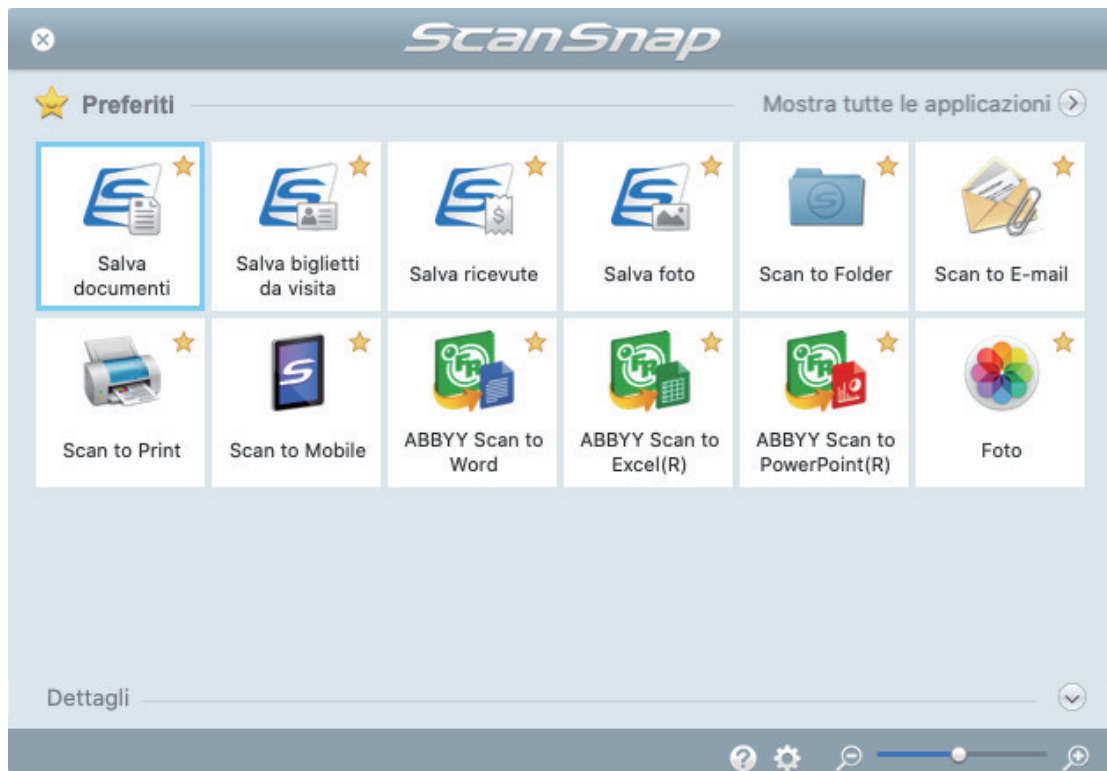 ScanSnap
Preferiti
Mostra tutte le applicazioni
Salva
documenti
Salva biglietti
da visita
Salva ricevute
Salva foto
Scan to Folder
Scan to E-mail
Scan to Print
Scan to Mobile
ABBYY Scan to
Word
ABBYY Scan to
Excel(R)
ABBYY Scan to
PowerPoint(R)
Foto
Dettagli